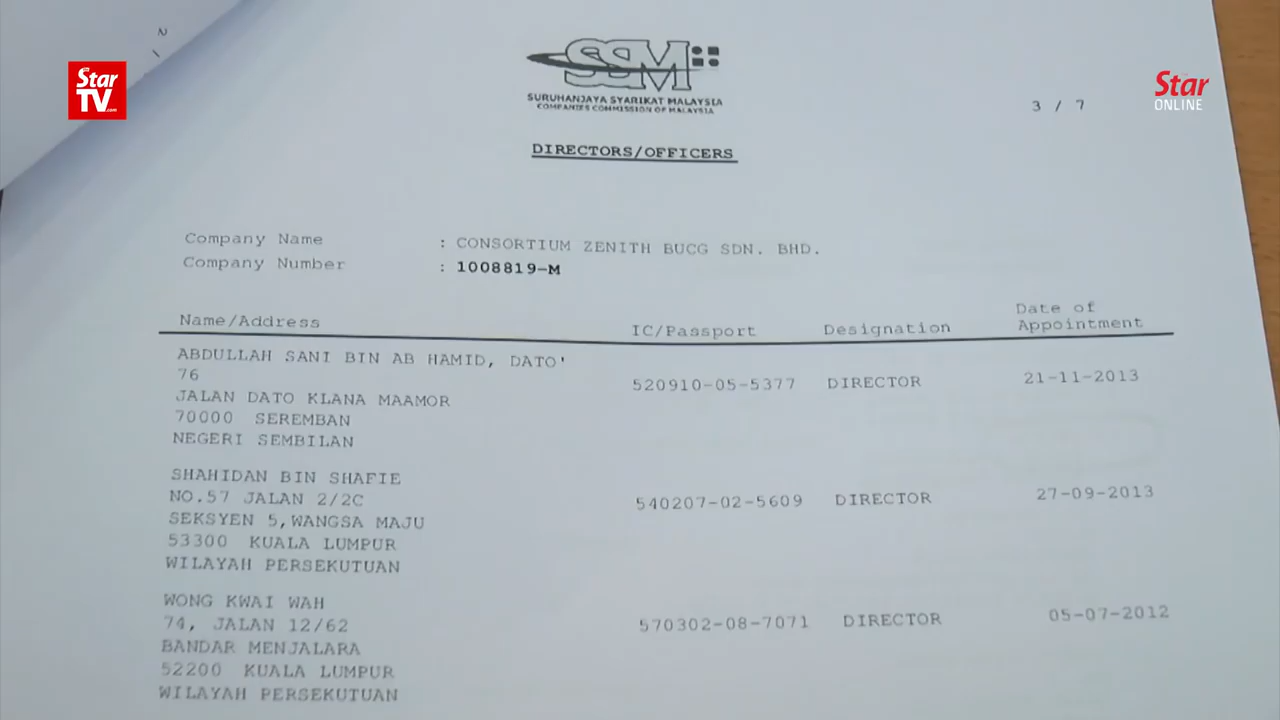 Star
TV.com
Star
ONLINE
SSM
SURUHANJAYA SYARIKAT MALAYSIA
COMPANIES COMMISSION OF MALAYSIA
3 / 7
DIRECTORS/OFFICERS
Company Name : CONSORTIUM ZENITH BUCG SDN. BHD.
Company Number : 1008819-M
Name/Address IC/Passport Designation Date of
Appointment
ABDULLAH SANI BIN AB HAMID, DATO'
76 520910-05-5377 DIRECTOR 21-11-2013
JALAN DATO KLANA MAAMOR
70000 SEREMBAN
NEGERI SEMBILAN
SHAHIDAN BIN SHAFIE
NO.57 JALAN 2/2C 540207-02-5609 DIRECTOR 27-09-2013
SEKSYEN 5,WANGSA MAJU
53300 KUALA LUMPUR
WILAYAH PERSEKUTUAN
WONG KWAI WAH
74, JALAN 12/62 570302-08-7071 DIRECTOR 05-07-2012
BANDAR MENJALARA
52200 KUALA LUMPUR
WILAYAH PERSEKUTUAN